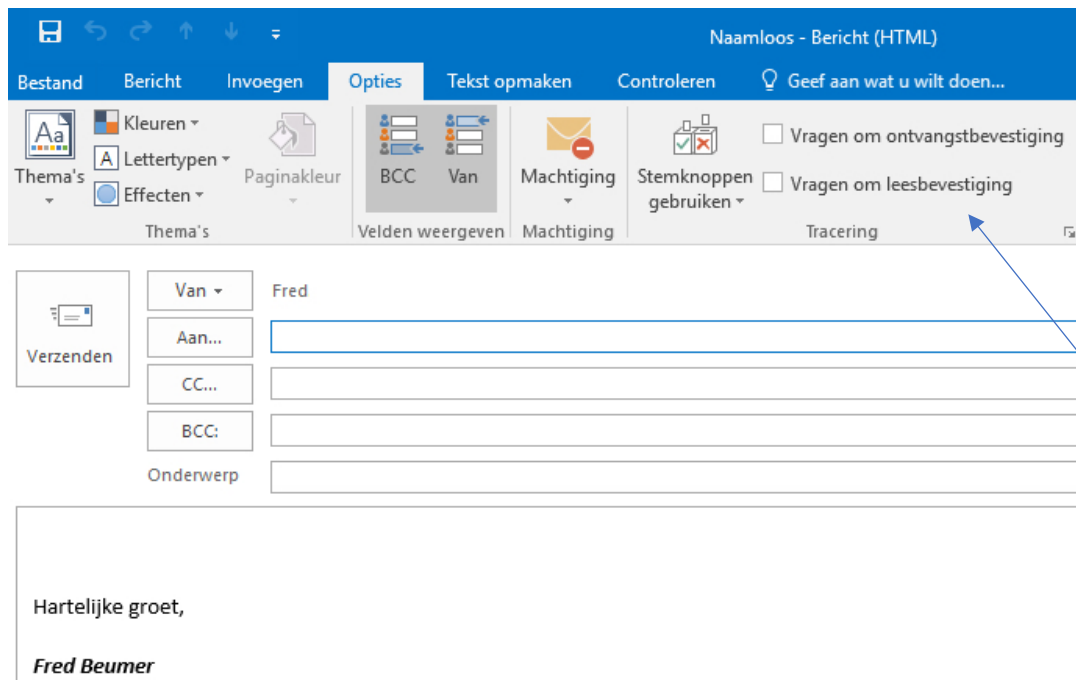 Naamloos - Bericht (HTML)
Bestand Bericht Invoegen Opties Tekst opmaken Controleren Geef aan wat u wilt doen...
Aa
Thema's
Kleuren
A Lettertypen
Effecten
Paginakleur
Thema's
BCC Van
Velden weergeven
Machtiging
Machtiging
Stemknoppen
gebruiken
Vragen om ontvangstbevestiging
Vragen om leesbevestiging
Tracering
Verzenden
Van Fred
Aan...
CC...
BCC:
Onderwerp
Hartelijke groet,
Fred Beumer